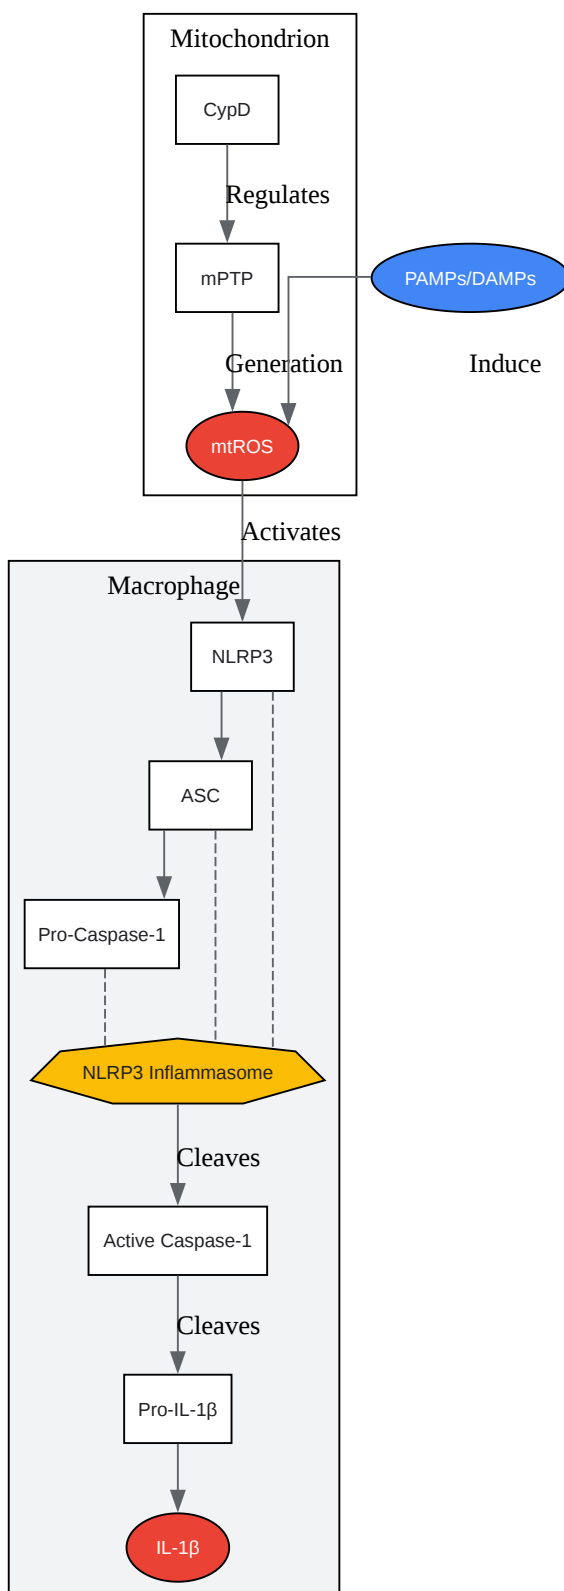 Mitochondrion
CypD
Regulates
mPTP
PAMPs/DAMPs
Generation
Induce
mtROS
Activates
Macrophage
NLRP3
ASC
Pro-Caspase-1
NLRP3 Inflammasome
Cleaves
Active Caspase-1
Cleaves
Pro-IL-1β
IL-1β